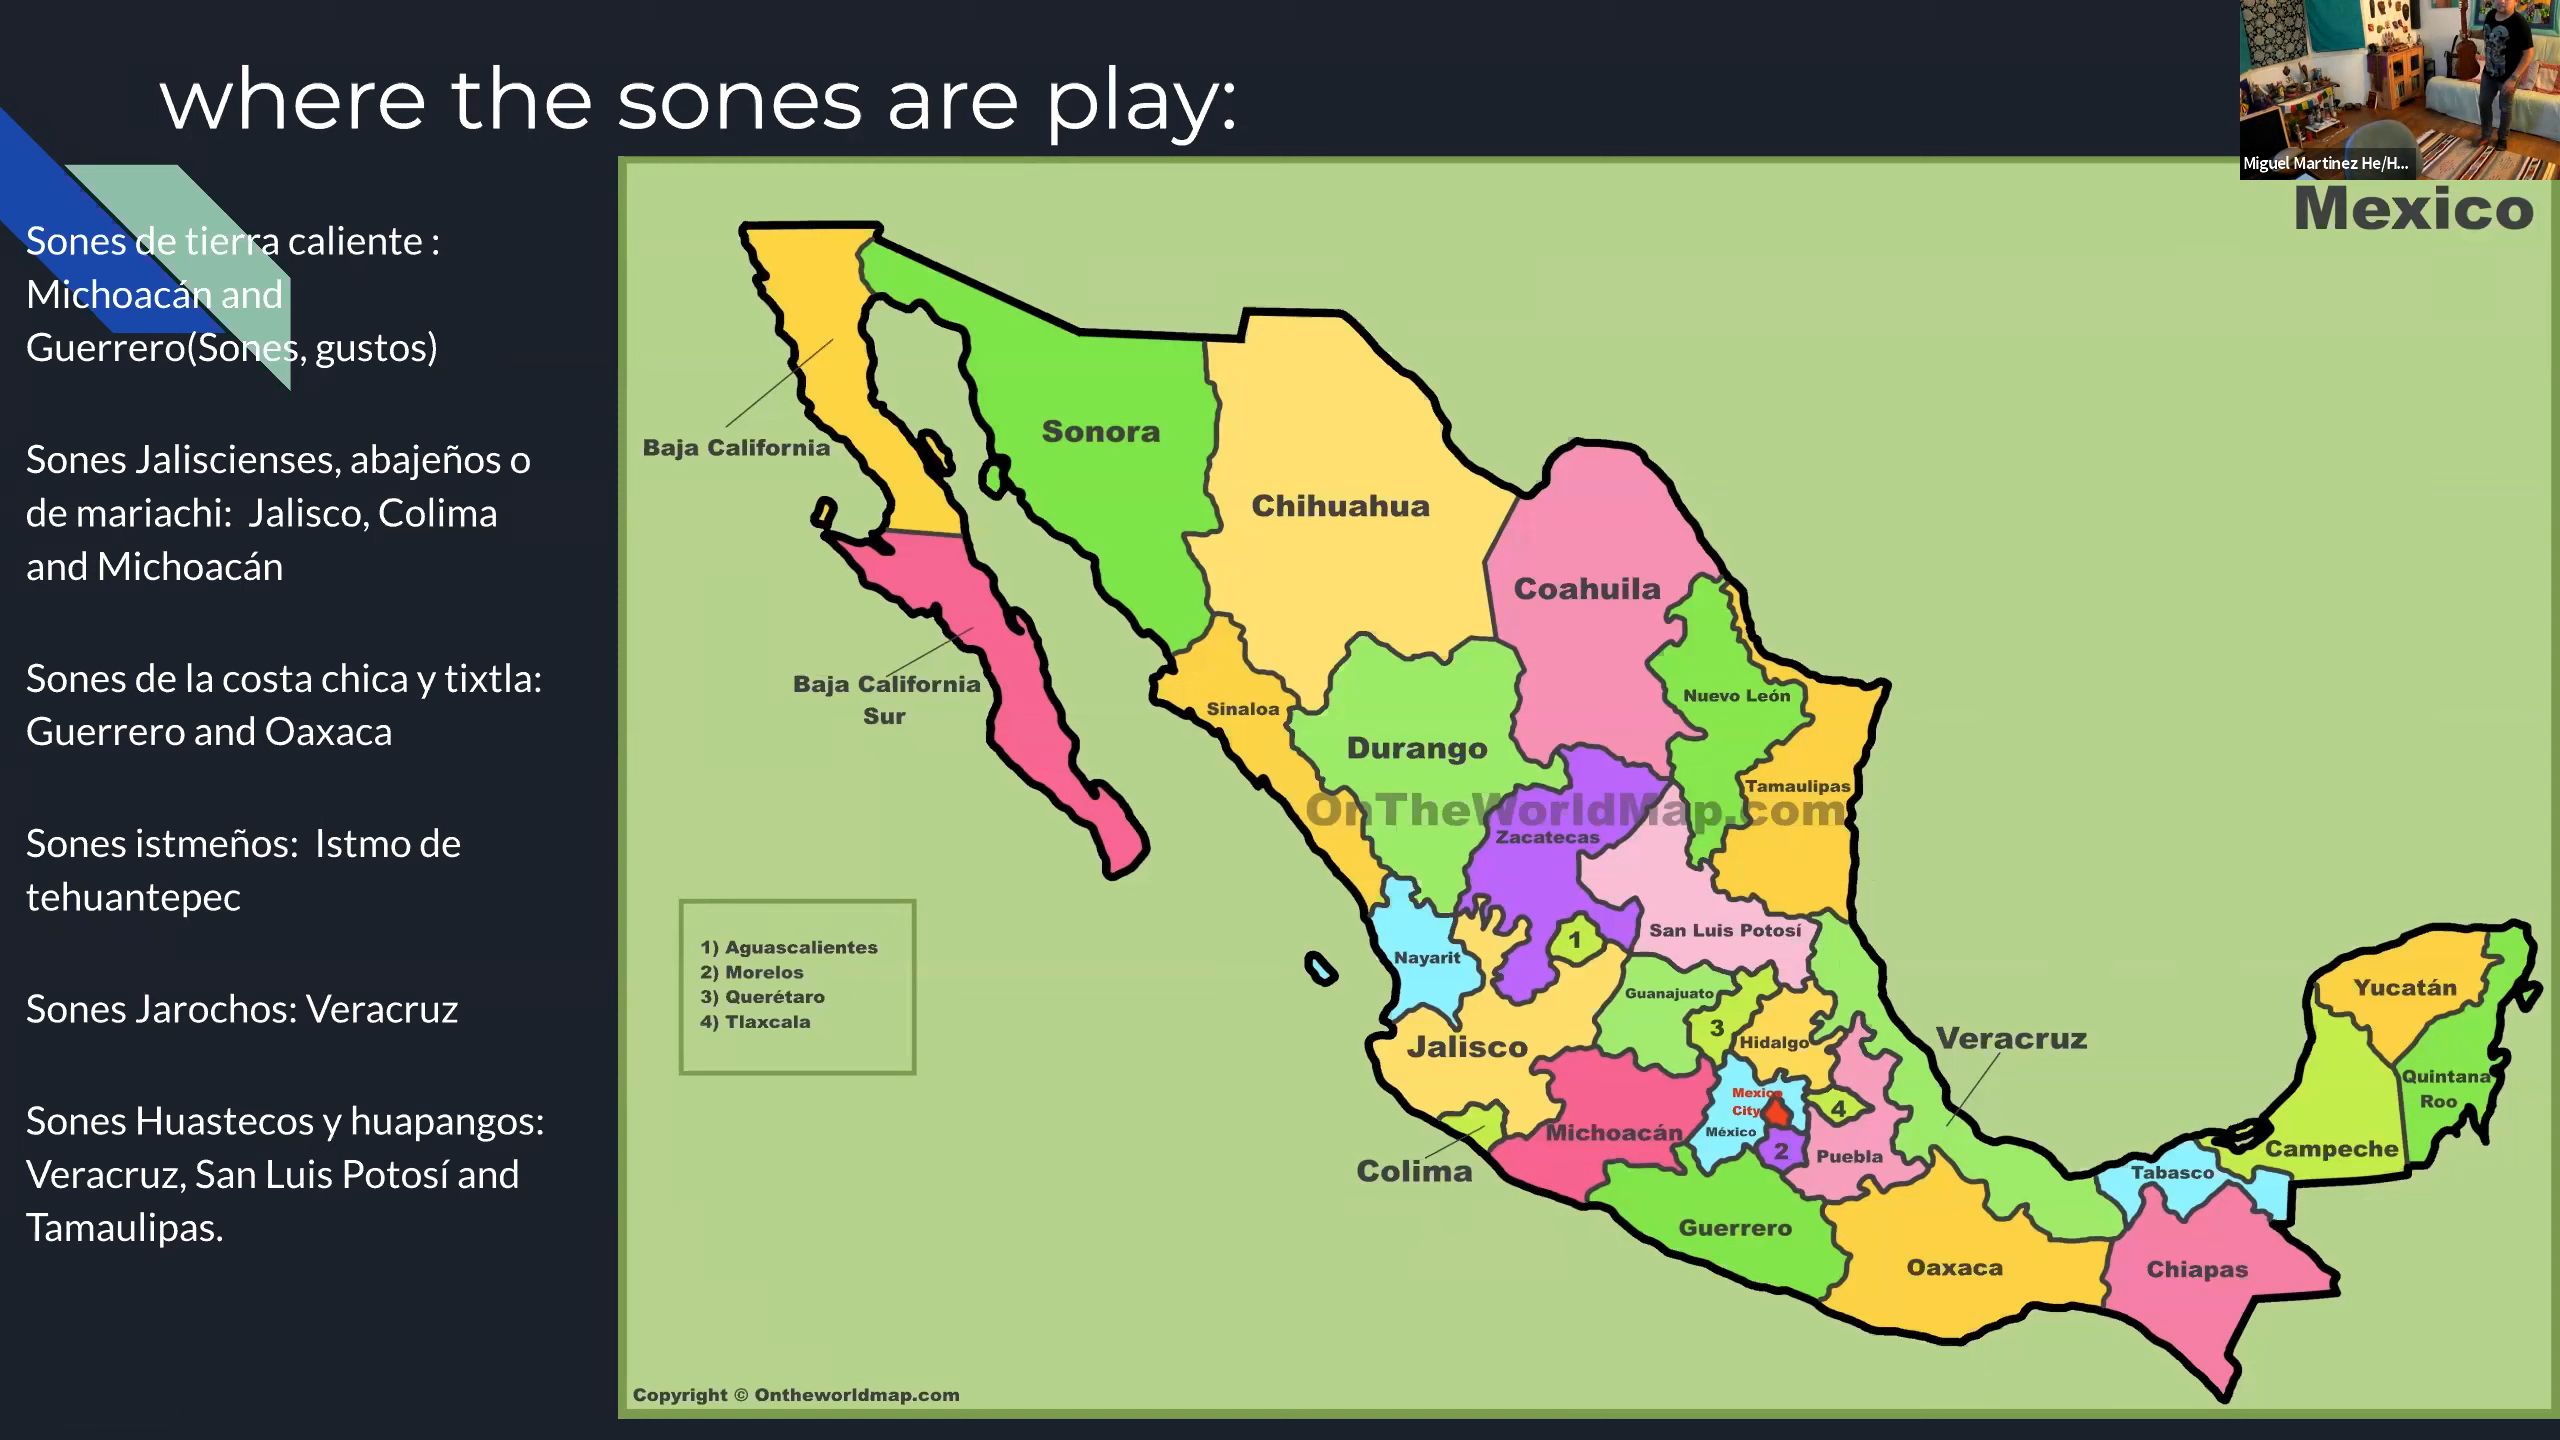 where the sones are play:
Miguel Martinez He/H...
Sones de tierra caliente :
Michoacán and
Guerrero(Sones, gustos)
Sones Jaliscienses, abajeños o
de mariachi:  Jalisco, Colima
and Michoacán
Sones de la costa chica y tixtla:
Guerrero and Oaxaca
Sones istmeños:  Istmo de
tehuantepec
Sones Jarochos: Veracruz
Sones Huastecos y huapangos:
Veracruz, San Luis Potosí and
Tamaulipas.
Mexico
Baja California
Sonora
Chihuahua
Coahuila
Baja California
Sur
Sinaloa
Durango
Nuevo León
Tamaulipas
OnTheWorldMap.com
Zacatecas
San Luis Potosí
Nayarit
1
Guanajuato
3
Hidalgo
Jalisco
Veracruz
Mexico
City
México
4
2
Puebla
Michoacán
Colima
Guerrero
Oaxaca
Yucatán
Quintana
Roo
Campeche
Tabasco
Chiapas
1) Aguascalientes
2) Morelos
3) Querétaro
4) Tlaxcala
Copyright © Ontheworldmap.com